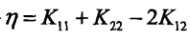 η = K₁₁ + K₂₂ − 2K₁₂